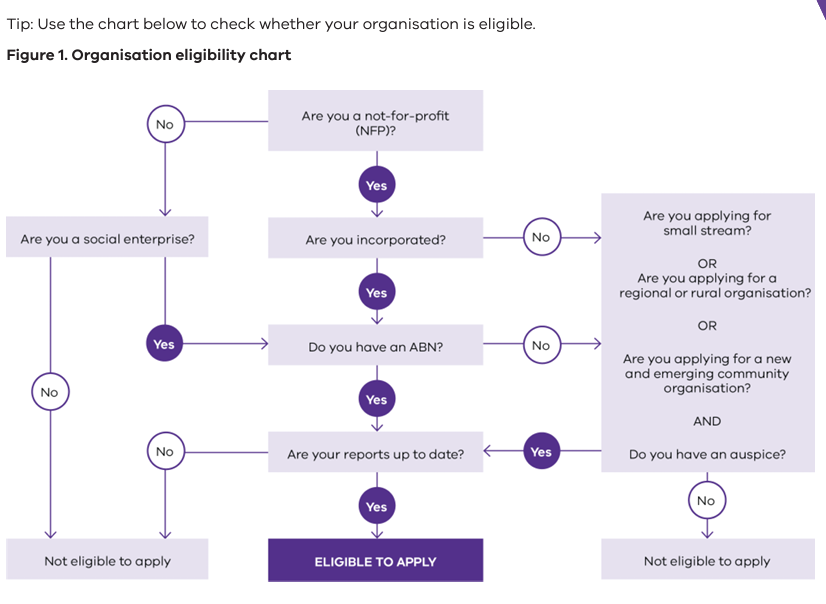 Tip: Use the chart below to check whether your organisation is eligible.
Figure 1. Organisation eligibility chart
Are you a not-for-profit
(NFP)?
No
Yes
Are you a social enterprise?
Are you incorporated?
No
Are you applying for
small stream?
OR
Are you applying for a
regional or rural organisation?
OR
Are you applying for a new
and emerging community
organisation?
AND
Do you have an auspice?
Yes
Yes
Do you have an ABN?
No
No
Yes
No
Are your reports up to date?
Yes
Yes
No
Not eligible to apply
ELIGIBLE TO APPLY
Not eligible to apply